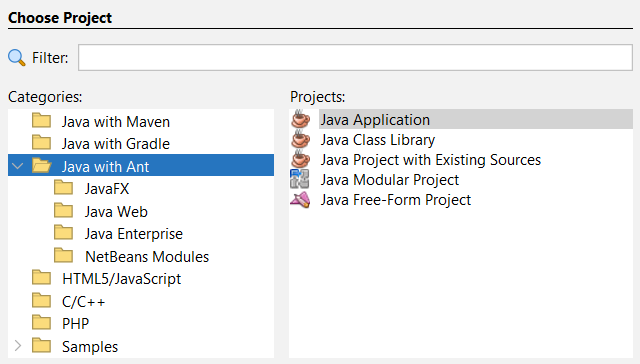 Choose Project
Filter:
Categories:
Java with Maven
Java with Gradle
Java with Ant
JavaFX
Java Web
Java Enterprise
NetBeans Modules
HTML5/JavaScript
C/C++
PHP
Samples
Projects:
Java Application
Java Class Library
Java Project with Existing Sources
Java Modular Project
Java Free-Form Project